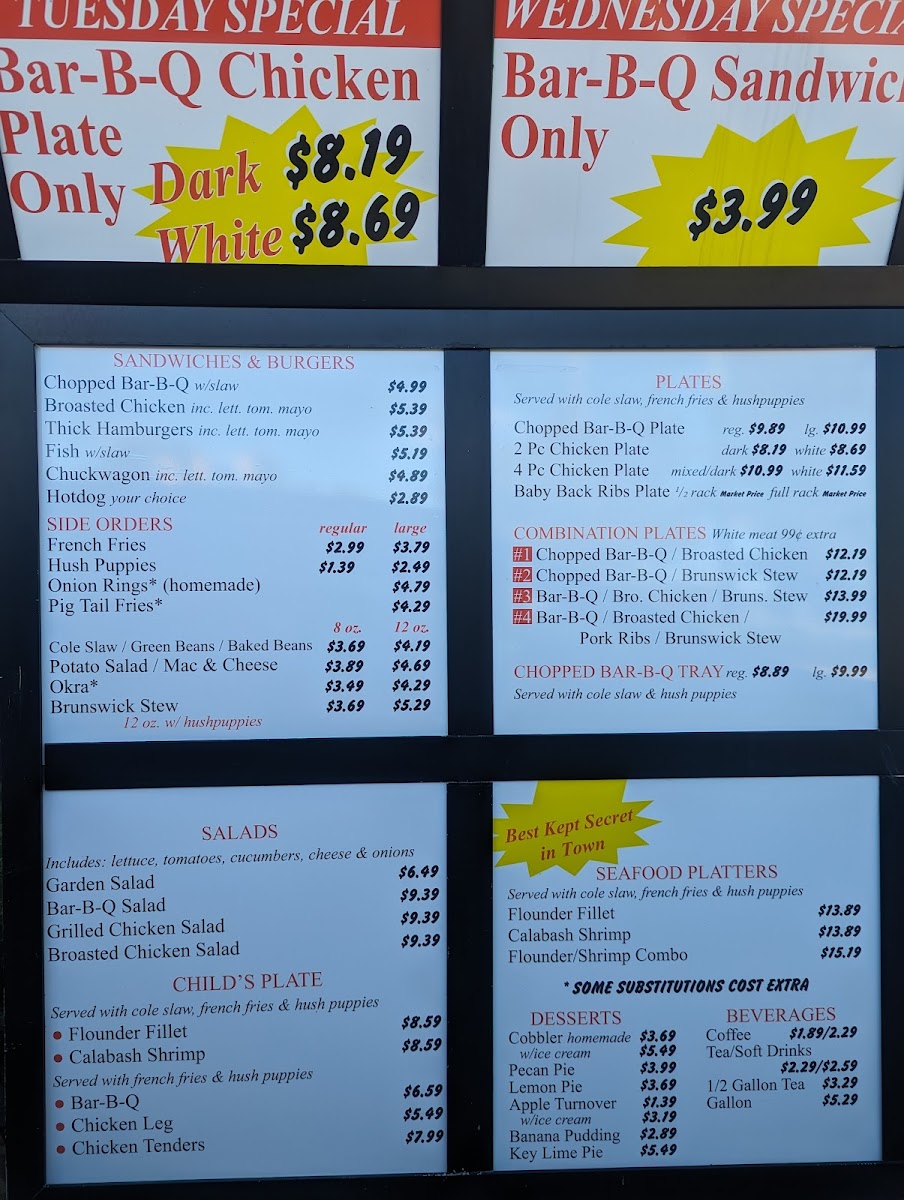 TUESDAY SPECIAL
Bar-B-Q Chicken
Plate
Only
Dark $8.19
White $8.69
WEDNESDAY SPECIA
Bar-B-Q Sandwic
Only
$3.99
SANDWICHES & BURGERS
Chopped Bar-B-Q w/slaw $4.99
Broasted Chicken inc. lett. tom. mayo $5.39
Thick Hamburgers inc. lett. tom. mayo $5.39
Fish w/slaw $5.19
Chuckwagon inc. lett. tom. mayo $4.89
Hotdog your choice $2.89
SIDE ORDERS regular large
French Fries $2.99 $3.79
Hush Puppies $1.39 $2.49
Onion Rings* (homemade) $4.79
Pig Tail Fries* $4.29
8 oz. 12 oz.
Cole Slaw / Green Beans / Baked Beans $3.69 $4.19
Potato Salad / Mac & Cheese $3.89 $4.69
Okra* $3.49 $4.29
Brunswick Stew $3.69 $5.29
12 oz. w/ hushpuppies
PLATES
Served with cole slaw, french fries & hushpuppies
Chopped Bar-B-Q Plate reg. $9.89 lg. $10.99
2 Pc Chicken Plate dark $8.19 white $8.69
4 Pc Chicken Plate mixed/dark $10.99 white $11.59
Baby Back Ribs Plate 1/2 rack Market Price full rack Market Price
COMBINATION PLATES White meat 99¢ extra
#1 Chopped Bar-B-Q / Broasted Chicken $12.19
#2 Chopped Bar-B-Q / Brunswick Stew $12.19
#3 Bar-B-Q / Bro. Chicken / Bruns. Stew $13.99
#4 Bar-B-Q / Broasted Chicken / $19.99
Pork Ribs / Brunswick Stew
CHOPPED BAR-B-Q TRAY reg. $8.89 lg. $9.99
Served with cole slaw & hush puppies
SALADS
Includes: lettuce, tomatoes, cucumbers, cheese & onions
Garden Salad $6.49
Bar-B-Q Salad $9.39
Grilled Chicken Salad $9.39
Broasted Chicken Salad $9.39
CHILD'S PLATE
Served with cole slaw, french fries & hush puppies
• Flounder Fillet $8.59
• Calabash Shrimp $8.59
Served with french fries & hush puppies
• Bar-B-Q $6.59
• Chicken Leg $5.49
• Chicken Tenders $7.99
Best Kept Secret
in Town
SEAFOOD PLATTERS
Served with cole slaw, french fries & hush puppies
Flounder Fillet $13.89
Calabash Shrimp $13.89
Flounder/Shrimp Combo $15.19
* SOME SUBSTITUTIONS COST EXTRA
DESSERTS
Cobbler homemade $3.69
w/ice cream $5.49
Pecan Pie $3.99
Lemon Pie $3.69
Apple Turnover $1.39
w/ice cream $3.19
Banana Pudding $2.89
Key Lime Pie $5.49
BEVERAGES
Coffee $1.89/2.29
Tea/Soft Drinks
$2.29/$2.59
1/2 Gallon Tea $3.29
Gallon $5.29